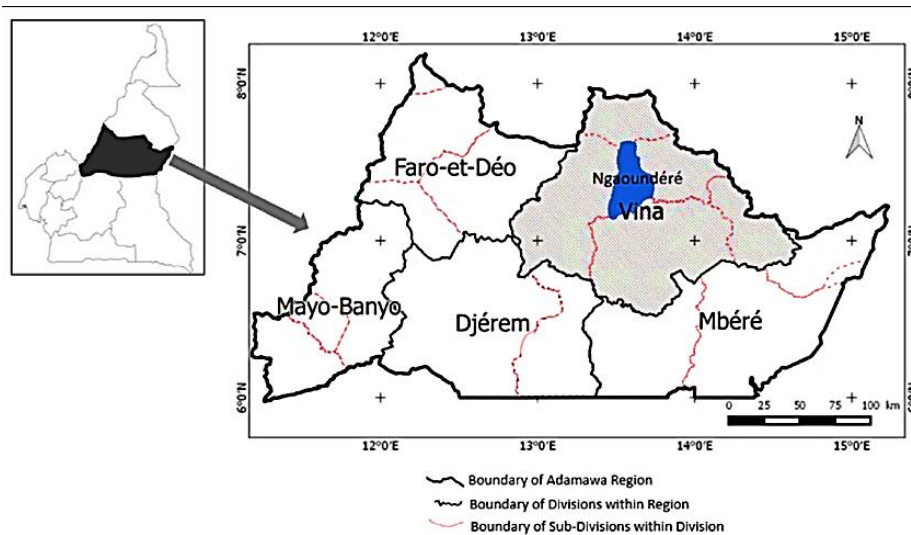 12°0'E 13°0'E 14°0'E 15°0'E
8°0'N
N
Faro-et-Déo
Ngaoundéré
Vina
7°0'N
Mayo-Banyo
Djérem
Mbéré
0 25 50 75 100 km
6°0'N
12°0'E 13°0'E 14°0'E 15°0'E
Boundary of Adamawa Region
Boundary of Divisions within Region
Boundary of Sub-Divisions within Division